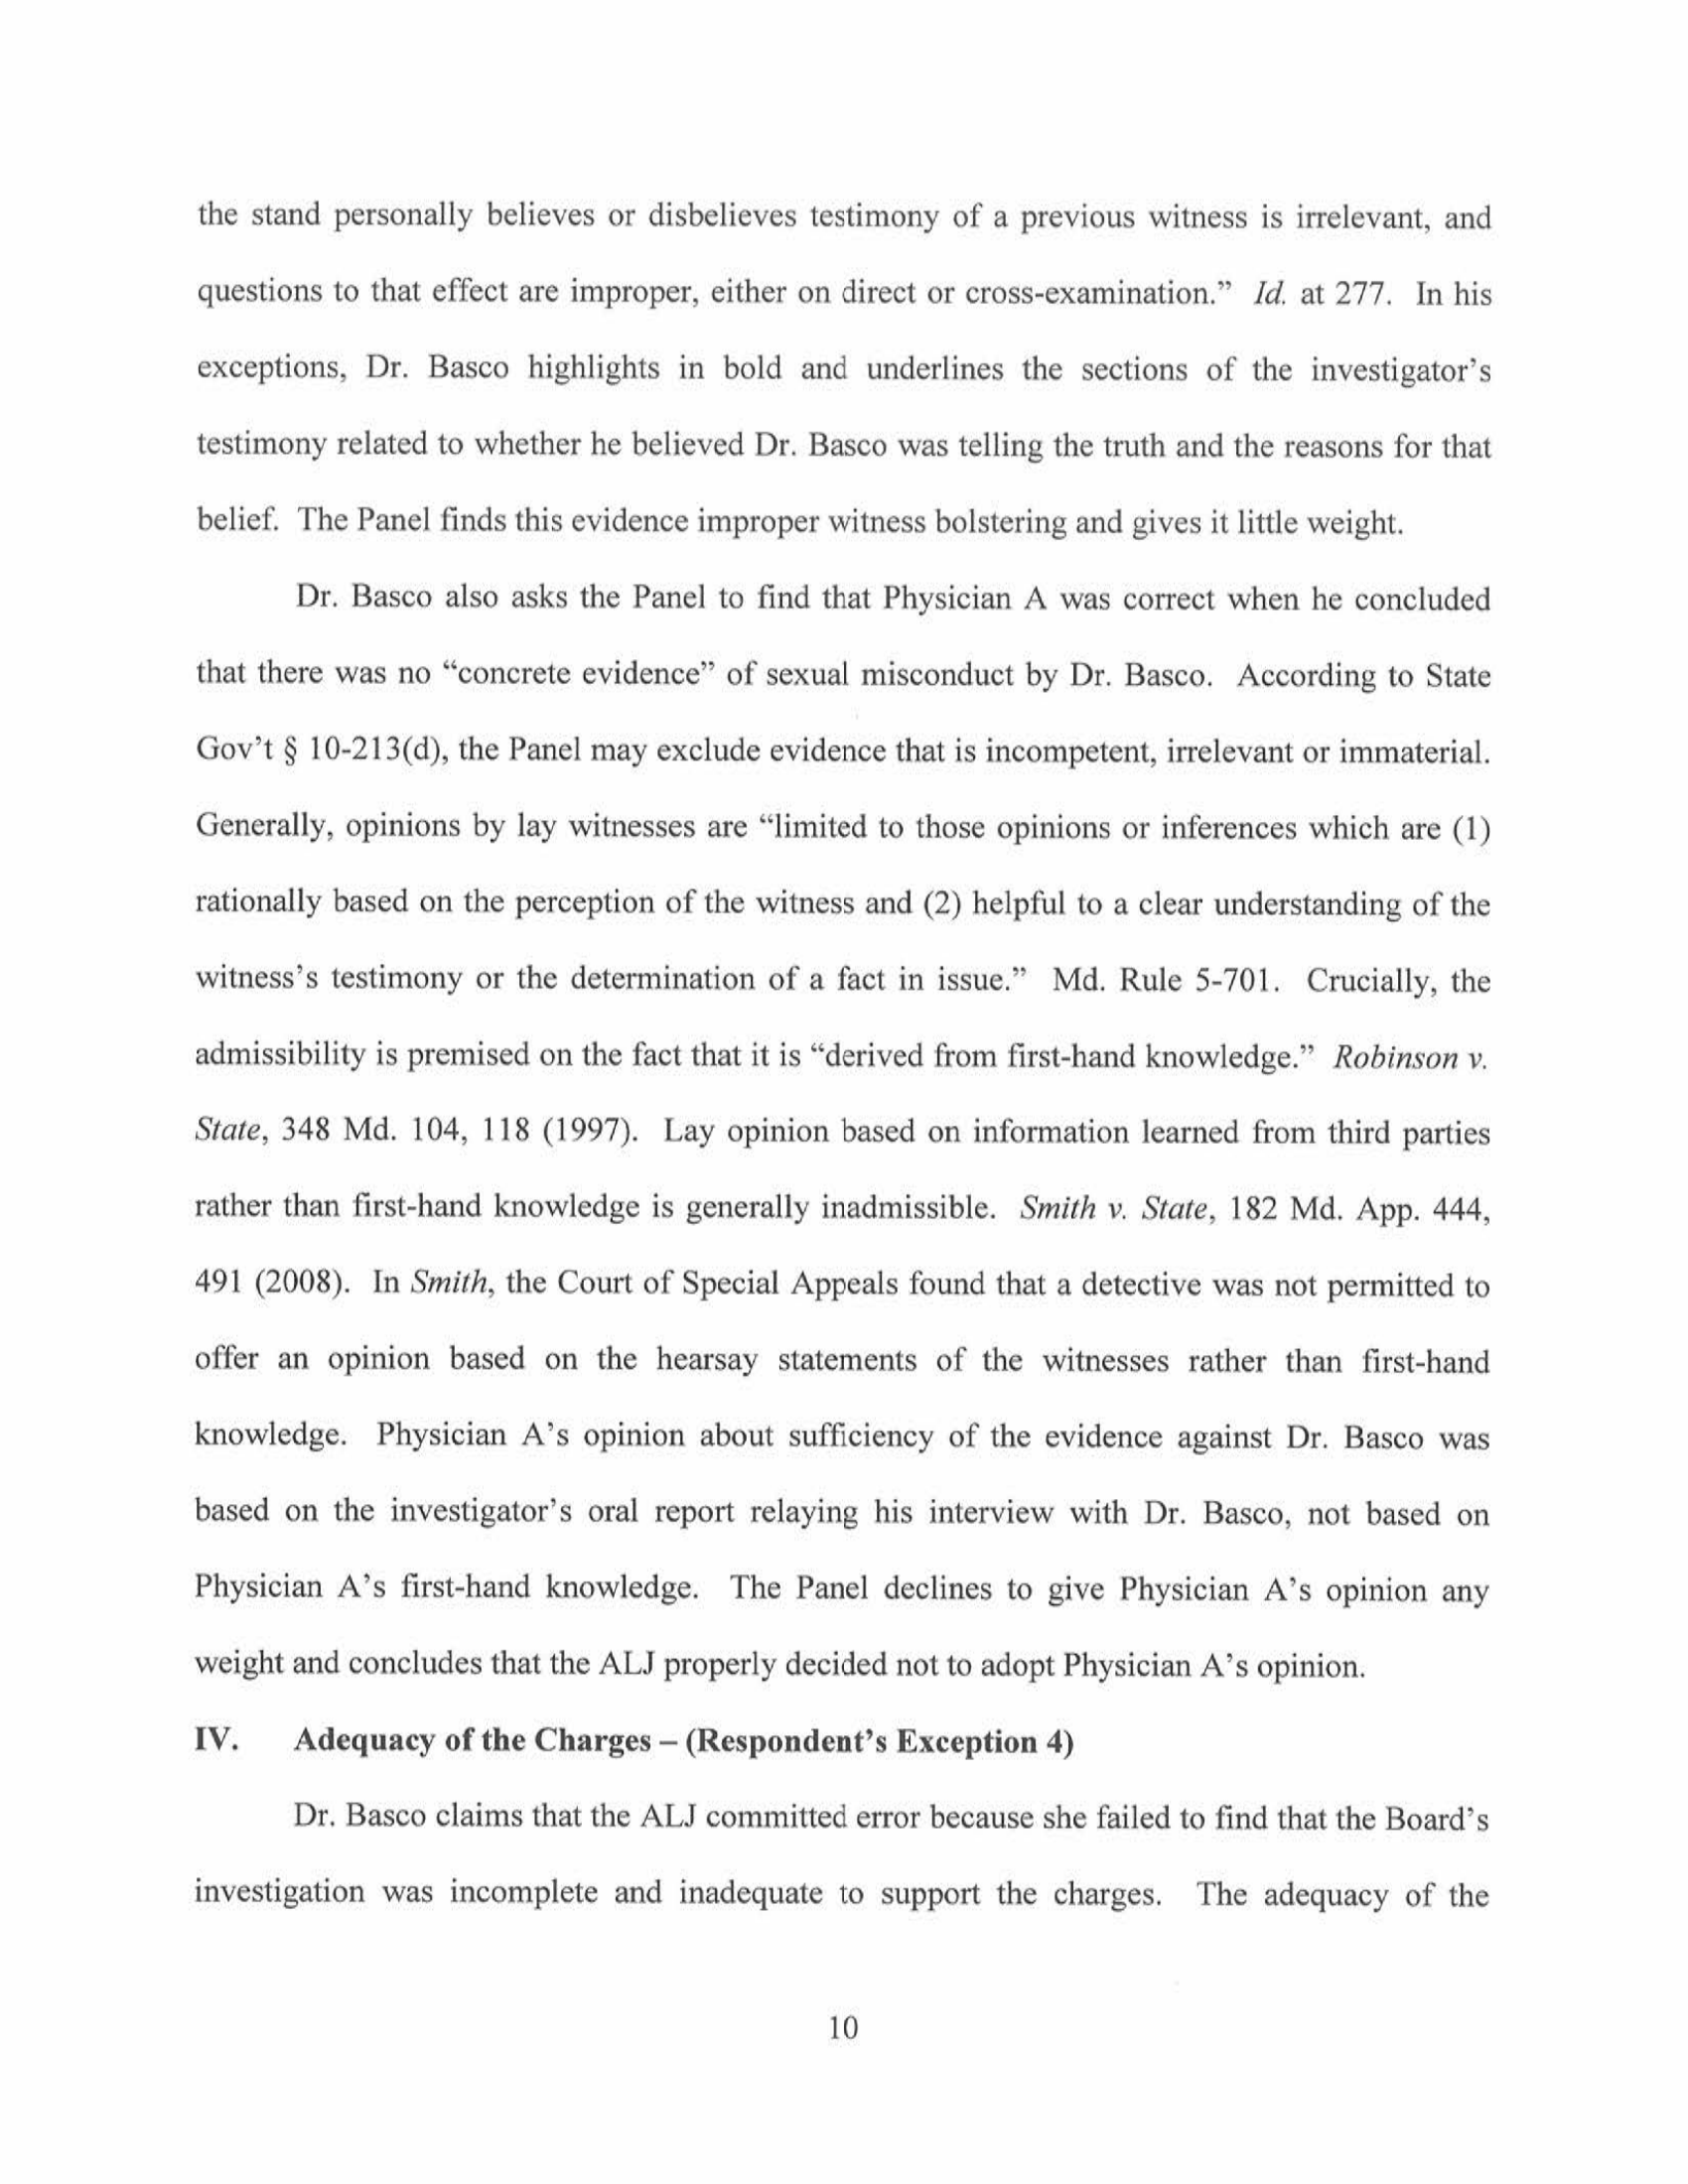 the stand personally believes or disbelieves testimony of a previous witness is irrelevant, and
questions to that effect are improper, either on direct or cross-examination.” Id. at 277. In his
exceptions, Dr. Basco highlights in bold and underlines the sections of the investigator’s
testimony related to whether he believed Dr. Basco was telling the truth and the reasons for that
belief. The Panel finds this evidence improper witness bolstering and gives it little weight.
Dr. Basco also asks the Panel to find that Physician A was correct when he concluded
that there was no “concrete evidence” of sexual misconduct by Dr. Basco. According to State
Gov’t § 10-213(d), the Panel may exclude evidence that is incompetent, irrelevant or immaterial.
Generally, opinions by lay witnesses are “limited to those opinions or inferences which are (1)
rationally based on the perception of the witness and (2) helpful to a clear understanding of the
witness’s testimony or the determination of a fact in issue.” Md. Rule 5-701. Crucially, the
admissibility is premised on the fact that it is “derived from first-hand knowledge.” Robinson v.
State, 348 Md. 104, 118 (1997). Lay opinion based on information learned from third parties
rather than first-hand knowledge is generally inadmissible. Smith v. State, 182 Md. App. 444,
491 (2008). In Smith, the Court of Special Appeals found that a detective was not permitted to
offer an opinion based on the hearsay statements of the witnesses rather than first-hand
knowledge. Physician A’s opinion about sufficiency of the evidence against Dr. Basco was
based on the investigator’s oral report relaying his interview with Dr. Basco, not based on
Physician A’s first-hand knowledge. The Panel declines to give Physician A’s opinion any
weight and concludes that the ALJ properly decided not to adopt Physician A’s opinion.
IV. Adequacy of the Charges – (Respondent’s Exception 4)
Dr. Basco claims that the ALJ committed error because she failed to find that the Board’s
investigation was incomplete and inadequate to support the charges. The adequacy of the
10